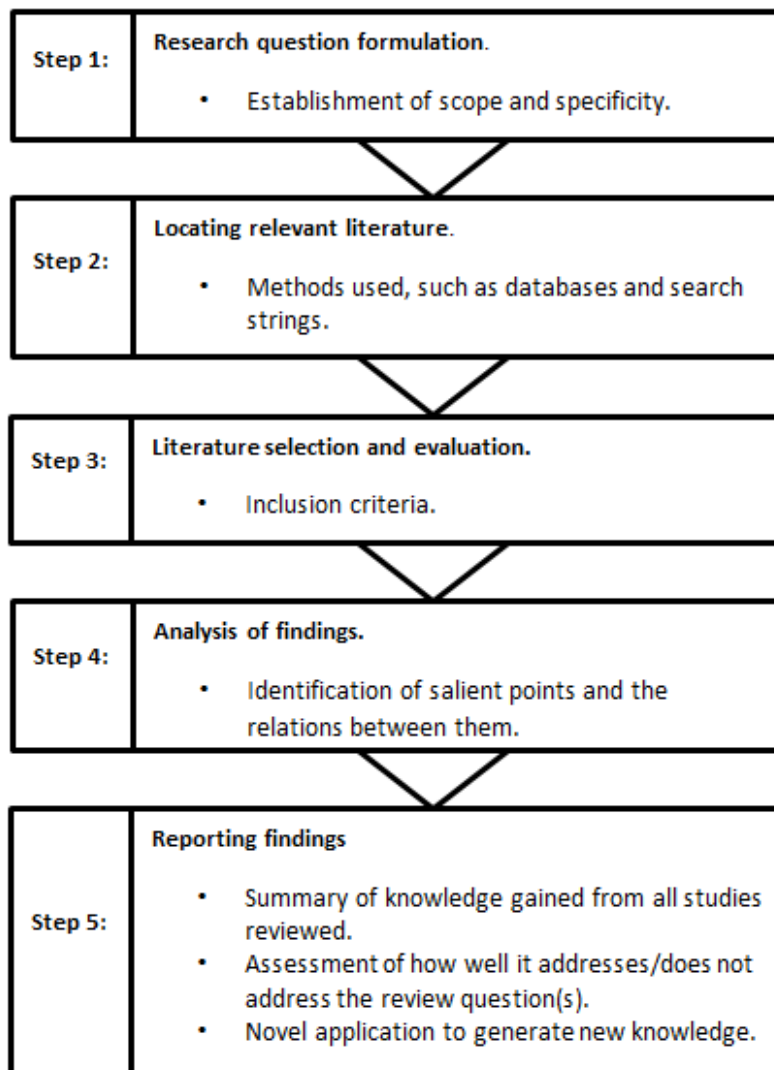 Step 1:
Research question formulation.
• Establishment of scope and specificity.
Step 2:
Locating relevant literature.
• Methods used, such as databases and search
strings.
Step 3:
Literature selection and evaluation.
• Inclusion criteria.
Step 4:
Analysis of findings.
• Identification of salient points and the
relations between them.
Step 5:
Reporting findings
• Summary of knowledge gained from all studies
reviewed.
• Assessment of how well it addresses/does not
address the review question(s).
• Novel application to generate new knowledge.